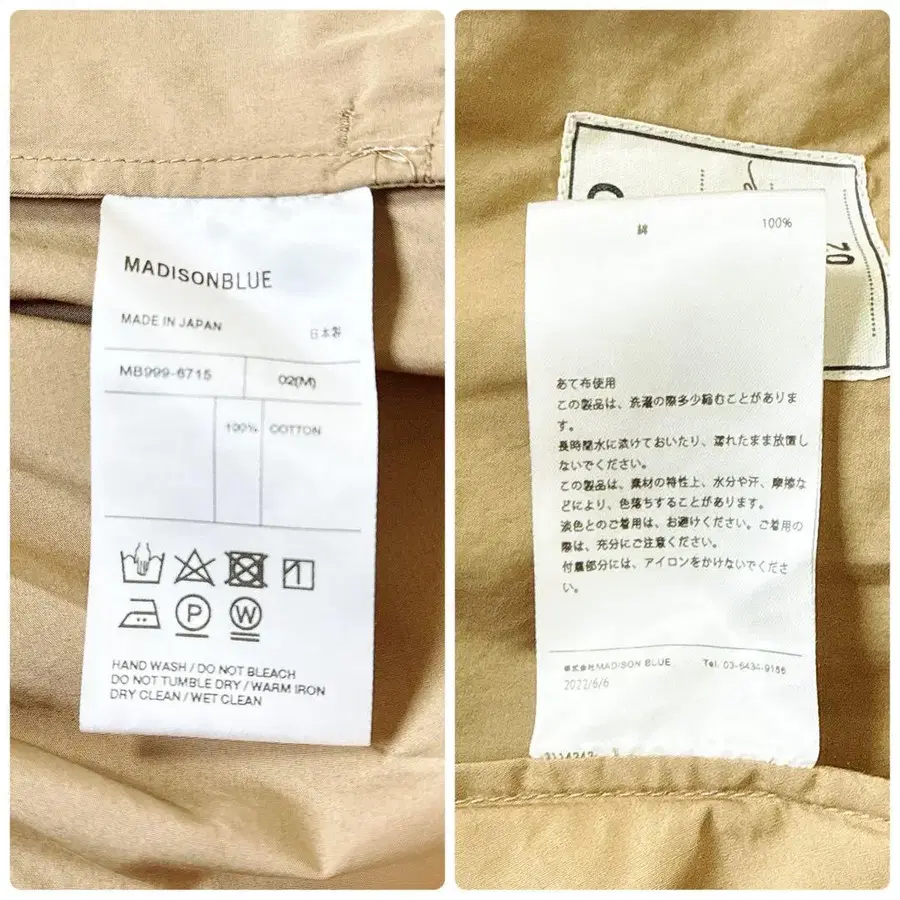 MADISONBLUE
MADE IN JAPAN 日本製
MB999-6715 02(M)
100% COTTON
P W
HAND WASH / DO NOT BLEACH
DO NOT TUMBLE DRY / WARM IRON
DRY CLEAN / WET CLEAN
70
綿 100%
あて布使用
この製品は、洗濯の際多少縮むことがありま
す。
長時間水に漬けておいたり、濡れたまま放置し
ないでください。
この製品は、素材の特性上、水分や汗、摩擦な
どにより、色落ちすることがあります。
淡色とのご着用は、お避けください。ご着用の
際は、充分にご注意ください。
付属部分には、アイロンをかけないでくださ
い。
株式会社MADISON BLUE Tel. 03-6434-9166
2022/6/6